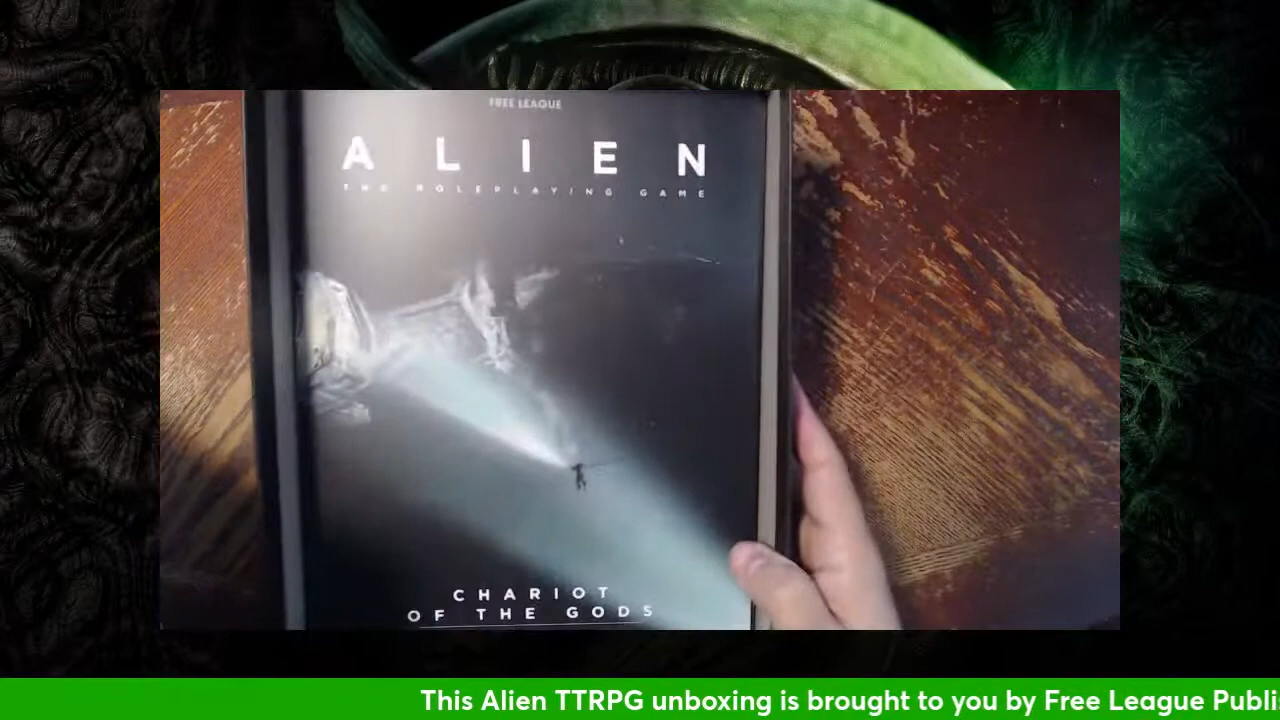 FREE LEAGUE
ALIEN
THE ROLEPLAYING GAME
CHARIOT
OF THE GODS
This Alien TTRPG unboxing is brought to you by Free League Publis